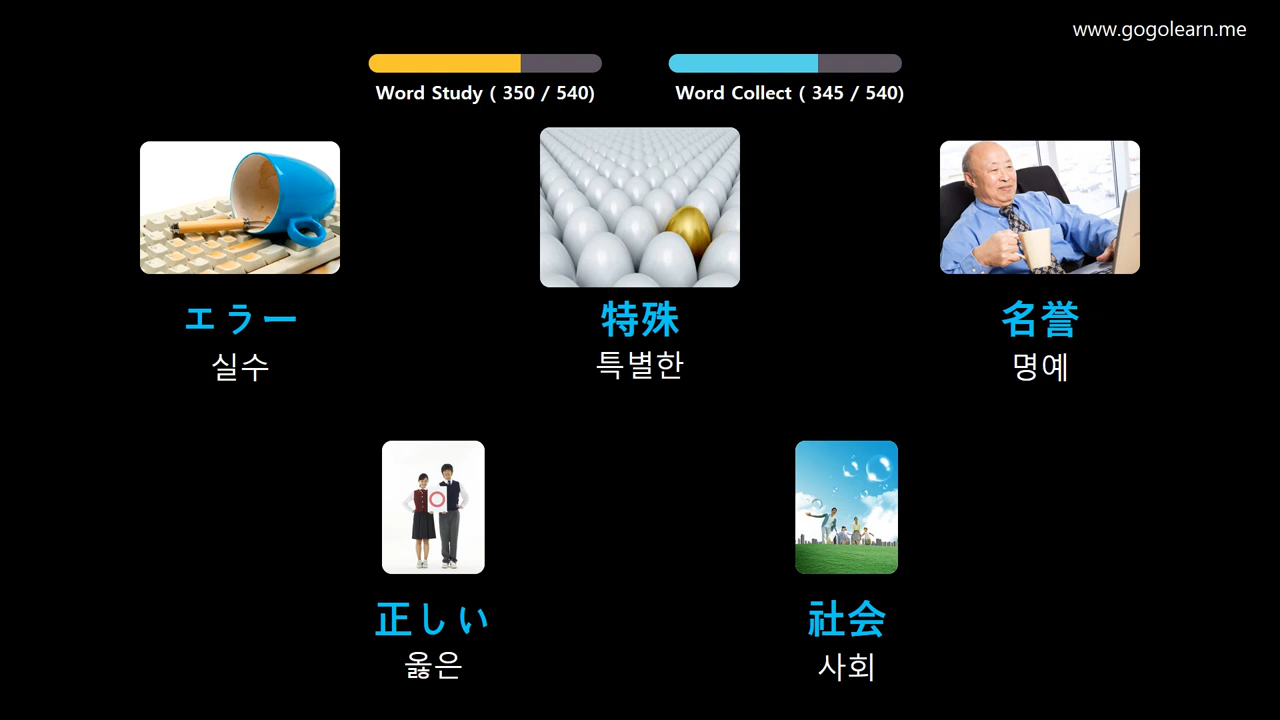 www.gogolearn.me
Word Study ( 350 / 540)
Word Collect ( 345 / 540)
エラー
실수
特殊
특별한
名誉
명예
正しい
옳은
社会
사회